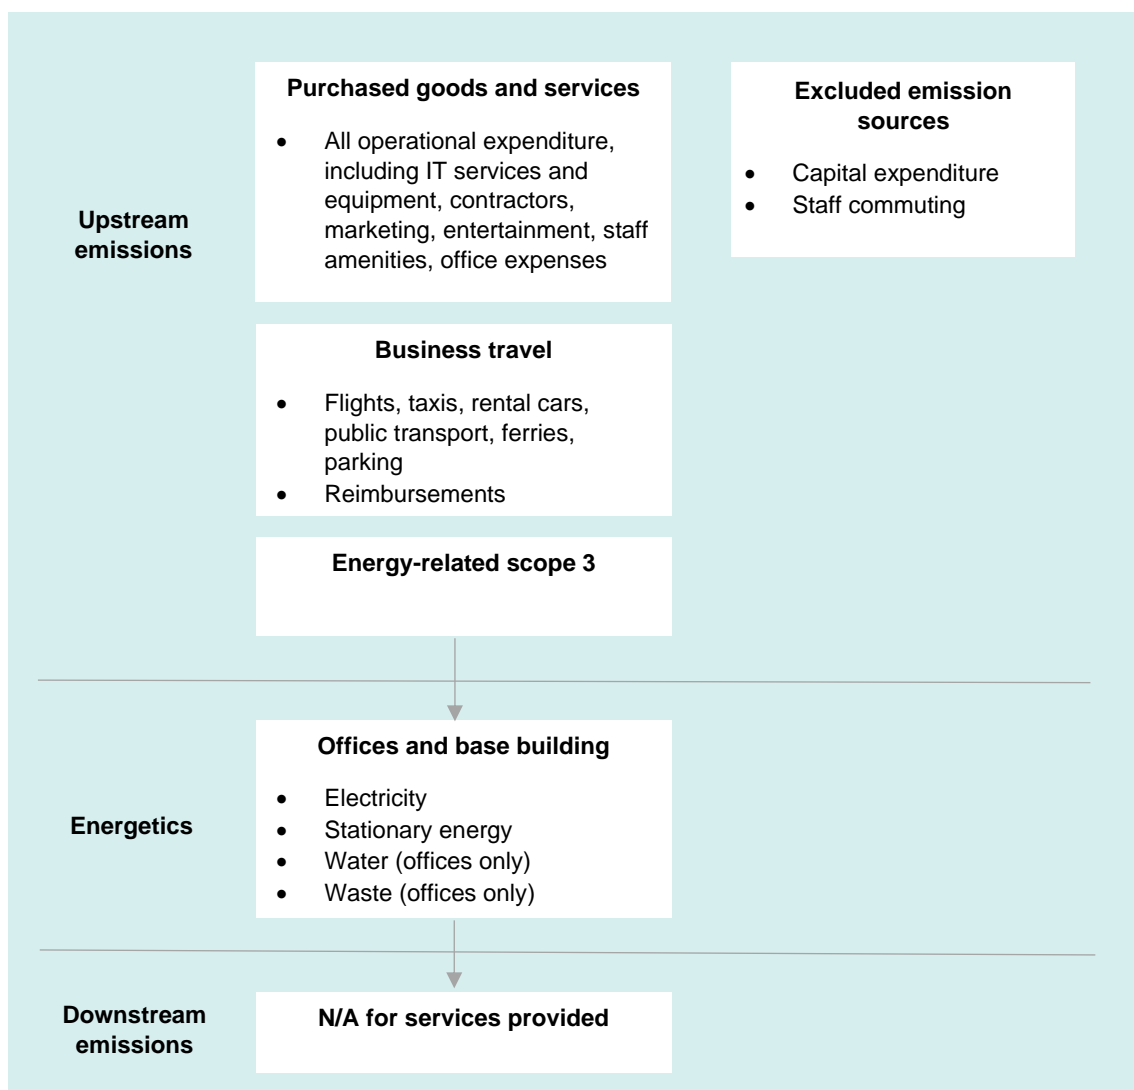 Upstream
emissions
Purchased goods and services
• All operational expenditure,
including IT services and
equipment, contractors,
marketing, entertainment, staff
amenities, office expenses
Excluded emission
sources
• Capital expenditure
• Staff commuting
Business travel
• Flights, taxis, rental cars,
public transport, ferries,
parking
• Reimbursements
Energy-related scope 3
Energetics
Offices and base building
• Electricity
• Stationary energy
• Water (offices only)
• Waste (offices only)
Downstream
emissions
N/A for services provided